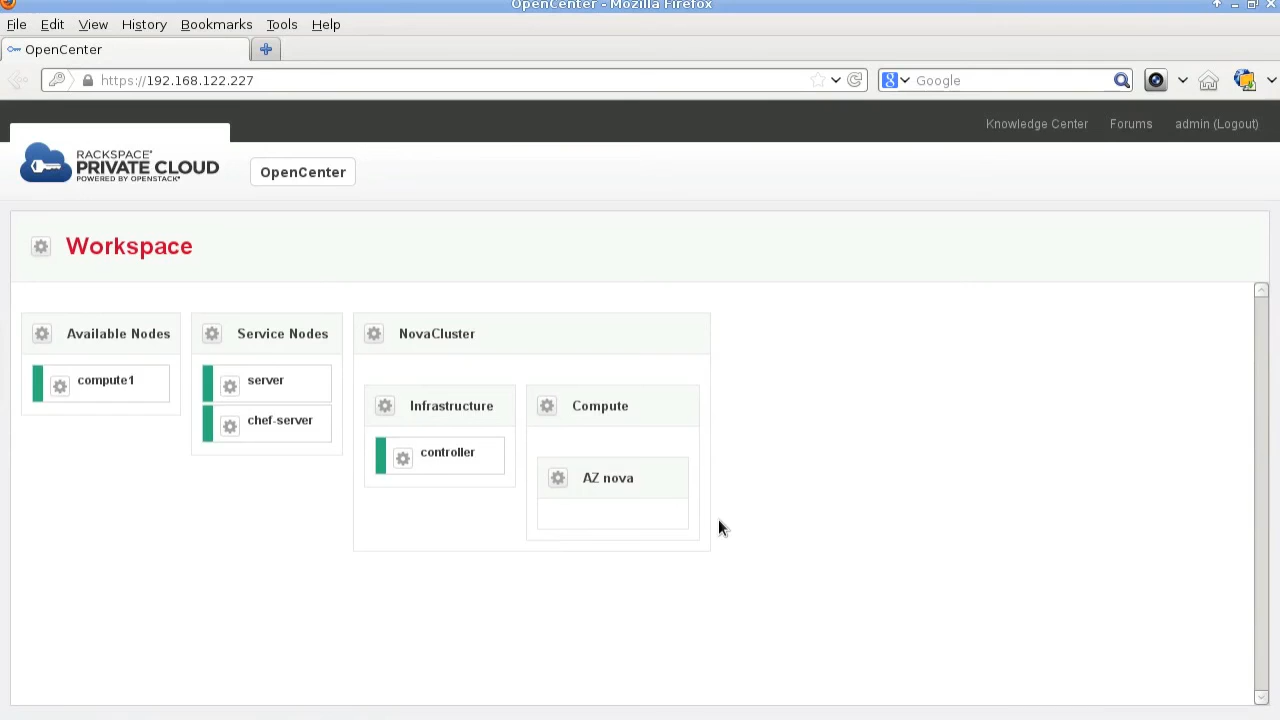 OpenCenter - Mozilla Firefox
File Edit View History Bookmarks Tools Help
OpenCenter
https://192.168.122.227
Google
Knowledge Center Forums admin (Logout)
RACKSPACE®
PRIVATE CLOUD
POWERED BY OPENSTACK®
OpenCenter
Workspace
Available Nodes
compute1
Service Nodes
server
chef-server
NovaCluster
Infrastructure
controller
Compute
AZ nova